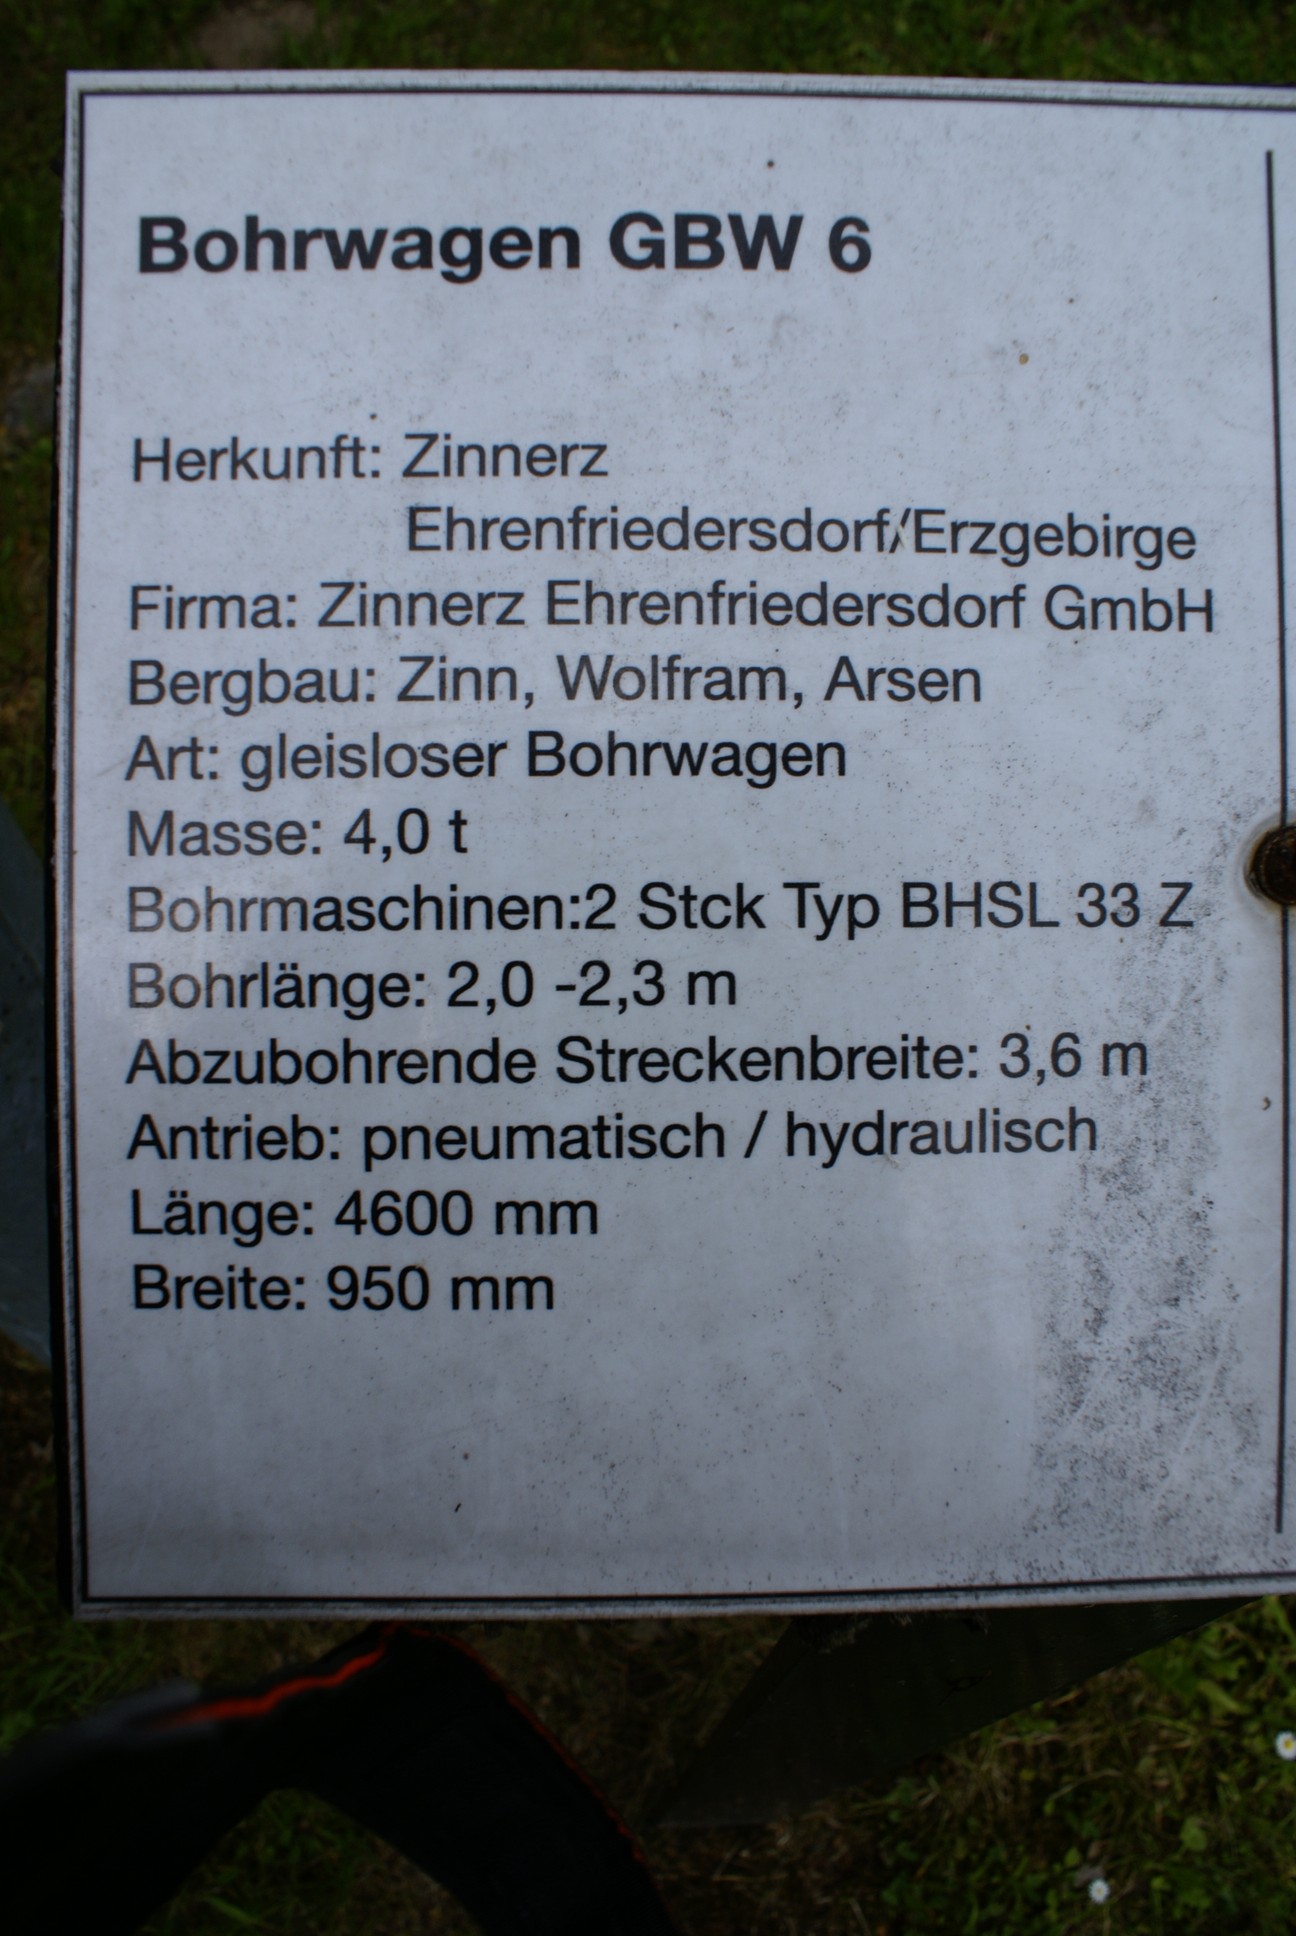 Bohrwagen GBW 6
Herkunft: Zinnerz
Ehrenfriedersdorf/Erzgebirge
Firma: Zinnerz Ehrenfriedersdorf GmbH
Bergbau: Zinn, Wolfram, Arsen
Art: gleisloser Bohrwagen
Masse: 4,0 t
Bohrmaschinen:2 Stck Typ BHSL 33 Z
Bohrlänge: 2,0 -2,3 m
Abzubohrende Streckenbreite: 3,6 m
Antrieb: pneumatisch / hydraulisch
Länge: 4600 mm
Breite: 950 mm